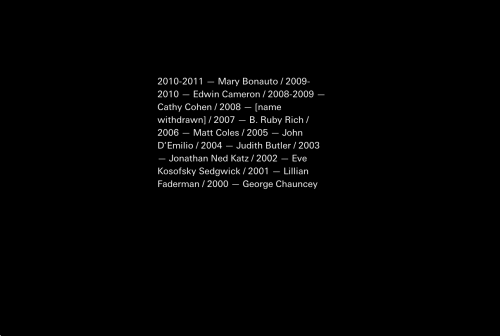 2010-2011 — Mary Bonauto / 2009-
2010 — Edwin Cameron / 2008-2009 —
Cathy Cohen / 2008 — [name
withdrawn] / 2007 — B. Ruby Rich /
2006 — Matt Coles / 2005 — John
D'Emilio / 2004 — Judith Butler / 2003
— Jonathan Ned Katz / 2002 — Eve
Kosofsky Sedgwick / 2001 — Lillian
Faderman / 2000 — George Chauncey